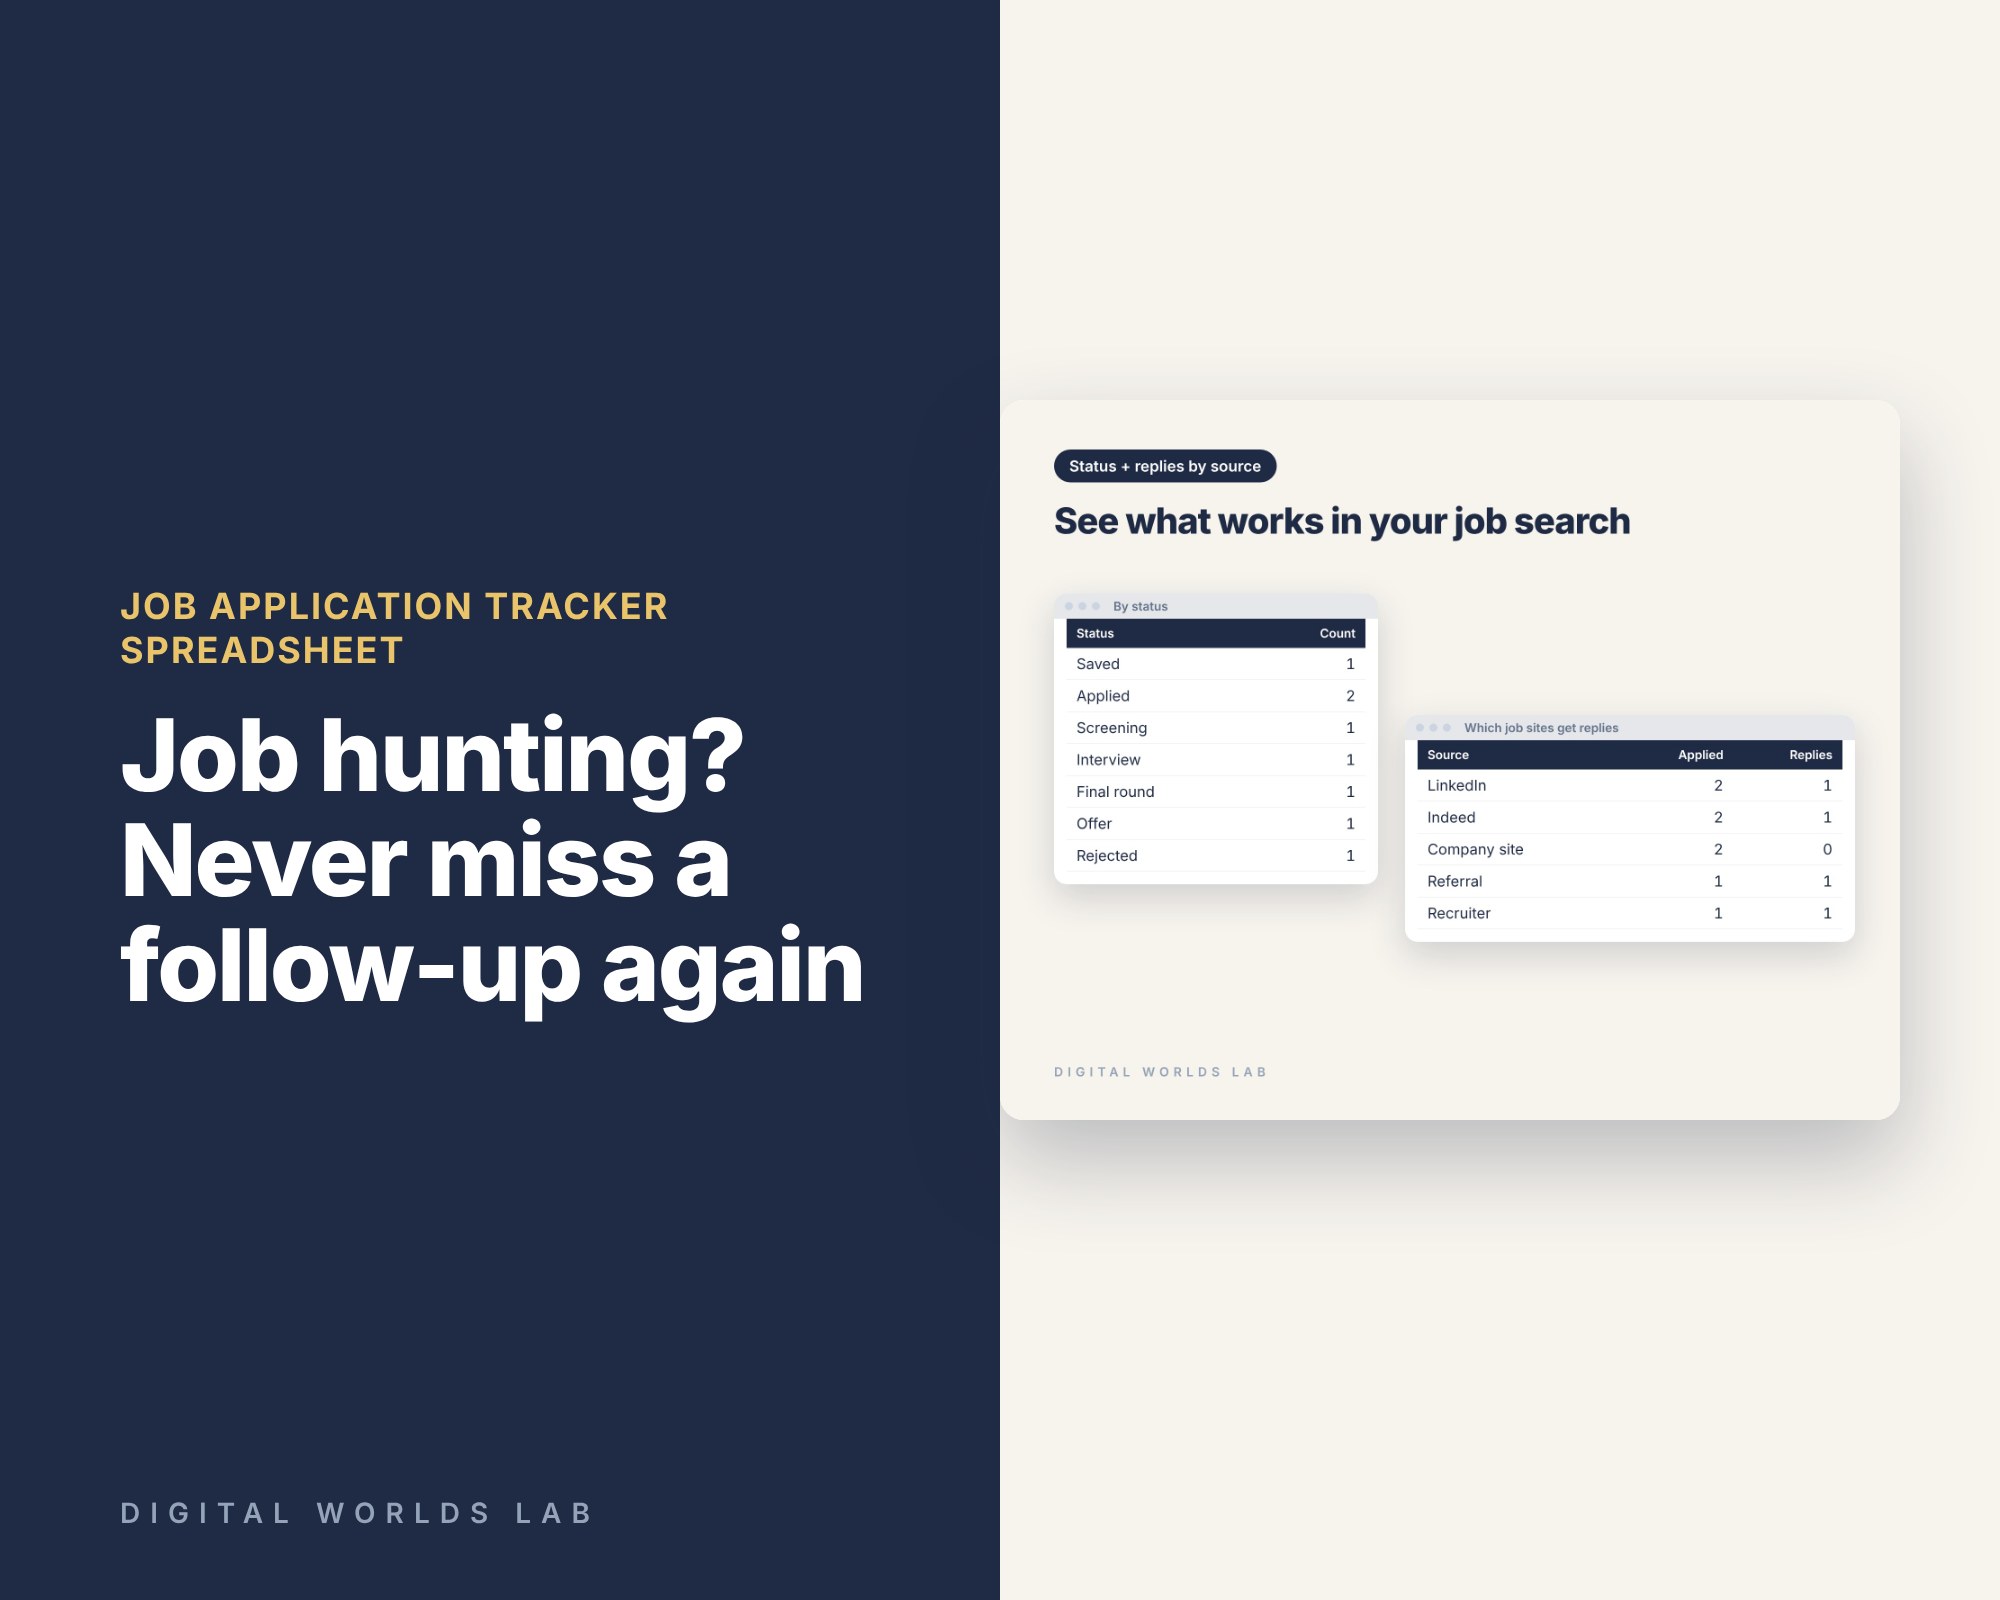 JOB APPLICATION TRACKER
SPREADSHEET
Job hunting?
Never miss a
follow-up again
DIGITAL WORLDS LAB
Status + replies by source
See what works in your job search
By status
Status Count
Saved 1
Applied 2
Screening 1
Interview 1
Final round 1
Offer 1
Rejected 1
Which job sites get replies
Source Applied Replies
LinkedIn 2 1
Indeed 2 1
Company site 2 0
Referral 1 1
Recruiter 1 1
DIGITAL WORLDS LAB